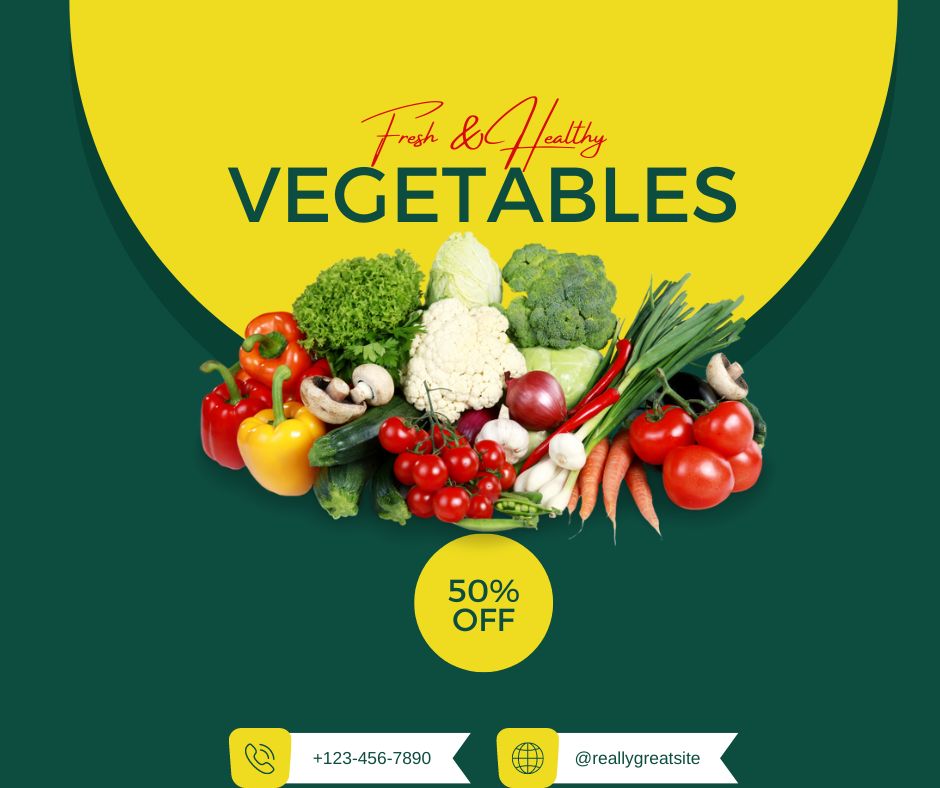 Fresh & Healthy
VEGETABLES
50%
OFF
+123-456-7890
@reallygreatsite